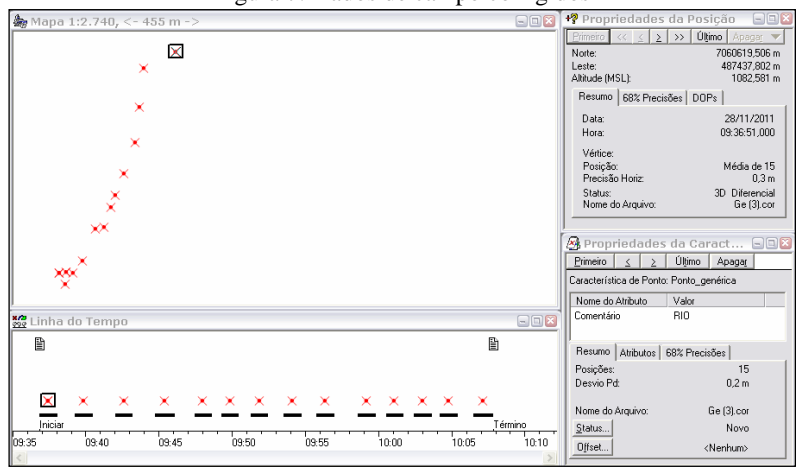 Mapa 1:2.740, <- 455 m ->
Linha do Tempo
Iniciar
Término
09:35 09:40 09:45 09:50 09:55 10:00 10:05 10:10
Propriedades da Posição
Primeiro << < > >> Último Apagar
Norte: 7060619,506 m
Leste: 487437,802 m
Altitude (MSL): 1082,581 m
Resumo 68% Precisões DOPs
Data: 28/11/2011
Hora: 09:36:51,000
Vértice:
Posição: Média de 15
Precisão Horiz: 0,3 m
Status: 3D Diferencial
Nome do Arquivo: Ge (3).cor
Propriedades da Caract...
Primeiro < > Último Apagar
Característica de Ponto: Ponto_genérica
Nome do Atributo Valor
Comentário RIO
Resumo Atributos 68% Precisões
Posições: 15
Desvio Pd: 0,2 m
Nome do Arquivo: Ge (3).cor
Status... Novo
Offset... <Nenhum>